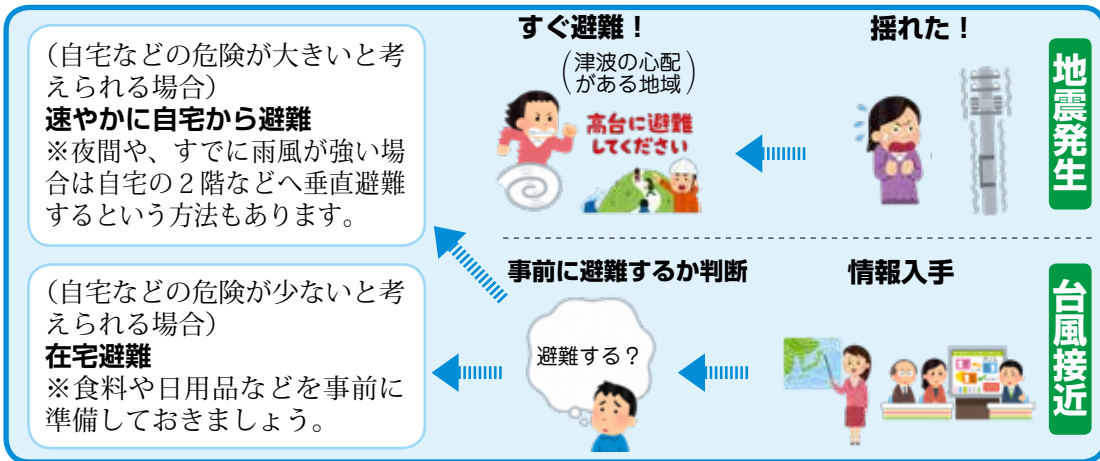 地震発生
揺れた!
すぐ避難!
(津波の心配
がある地域)
高台に避難
してください
台風接近
情報入手
事前に避難するか判断
避難する?
(自宅などの危険が大きいと考
えられる場合)
速やかに自宅から避難
※夜間や、すでに雨風が強い場
合は自宅の2階などへ垂直避難
するという方法もあります。
(自宅などの危険が少ないと考
えられる場合)
在宅避難
※食料や日用品などを事前に
準備しておきましょう。